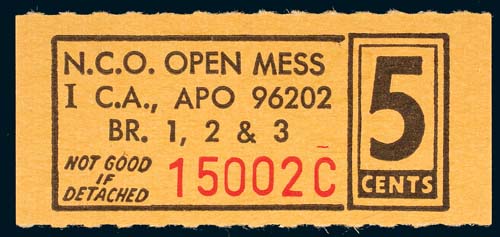 N.C.O. OPEN MESS
I C.A., APO 96202
BR. 1, 2 & 3
NOT GOOD
IF
DETACHED
15002C
5
CENTS